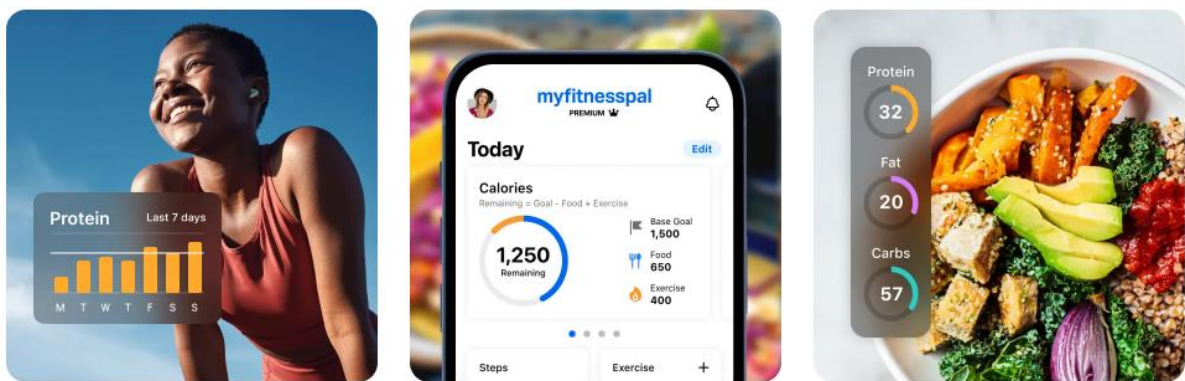 Protein Last 7 days
M T W T F S S
myfitnesspal
PREMIUM
Today Edit
Calories
Remaining = Goal - Food + Exercise
1,250
Remaining
Base Goal
1,500
Food
650
Exercise
400
Steps
Exercise +
Protein
32
Fat
20
Carbs
57